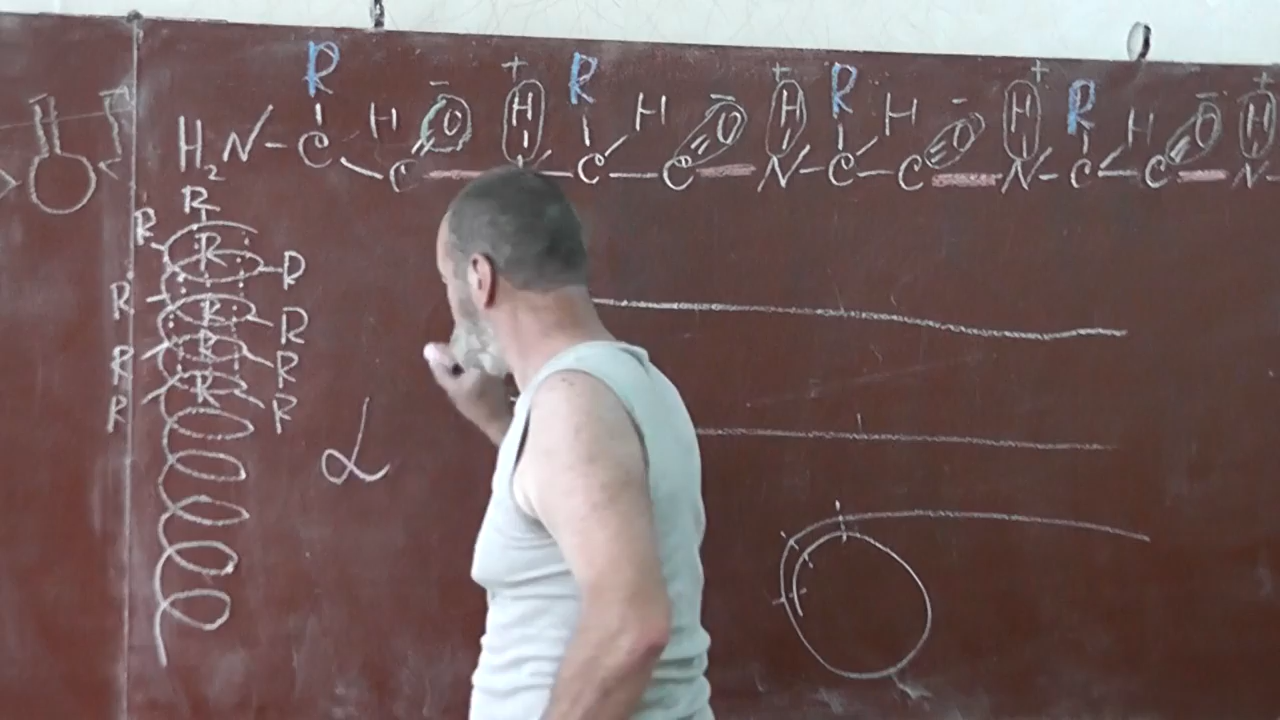 R + R + R + R +
H₂N-C H C O⁻ H C H C O⁻ H N-C-H C O⁻ H N-C H C O⁻ H N-
R
R R
R
R R R
R R R
R R
R R R
α